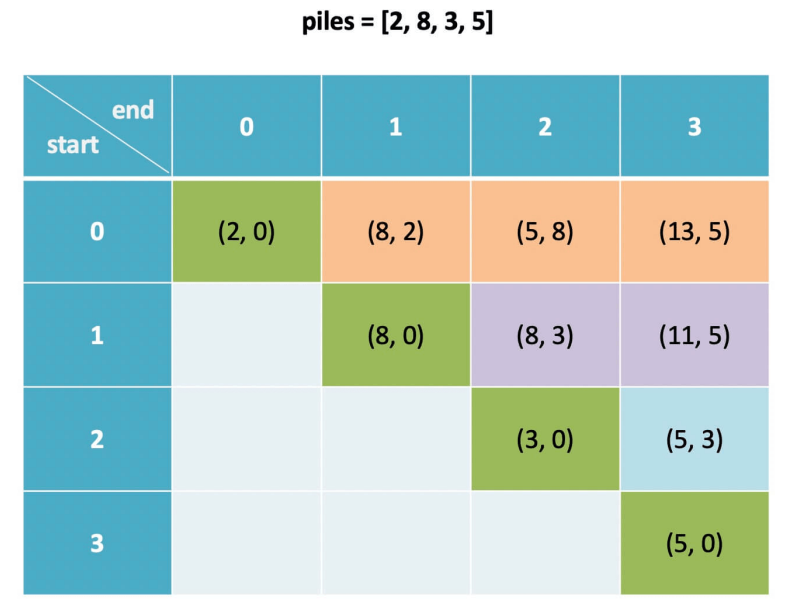 piles = [2, 8, 3, 5]
end
start
0 1 2 3
0 (2, 0) (8, 2) (5, 8) (13, 5)
1 (8, 0) (8, 3) (11, 5)
2 (3, 0) (5, 3)
3 (5, 0)